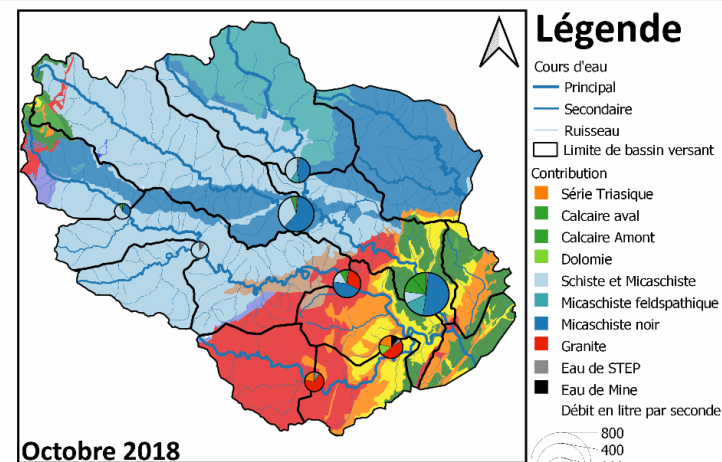 Légende
Cours d'eau
Principal
Secondaire
Ruisseau
Limite de bassin versant
Contribution
Série Triasique
Calcaire aval
Calcaire Amont
Dolomie
Schiste et Micaschiste
Micaschiste feldspathique
Micaschiste noir
Granite
Eau de STEP
Eau de Mine
Débit en litre par seconde
800
400
Octobre 2018